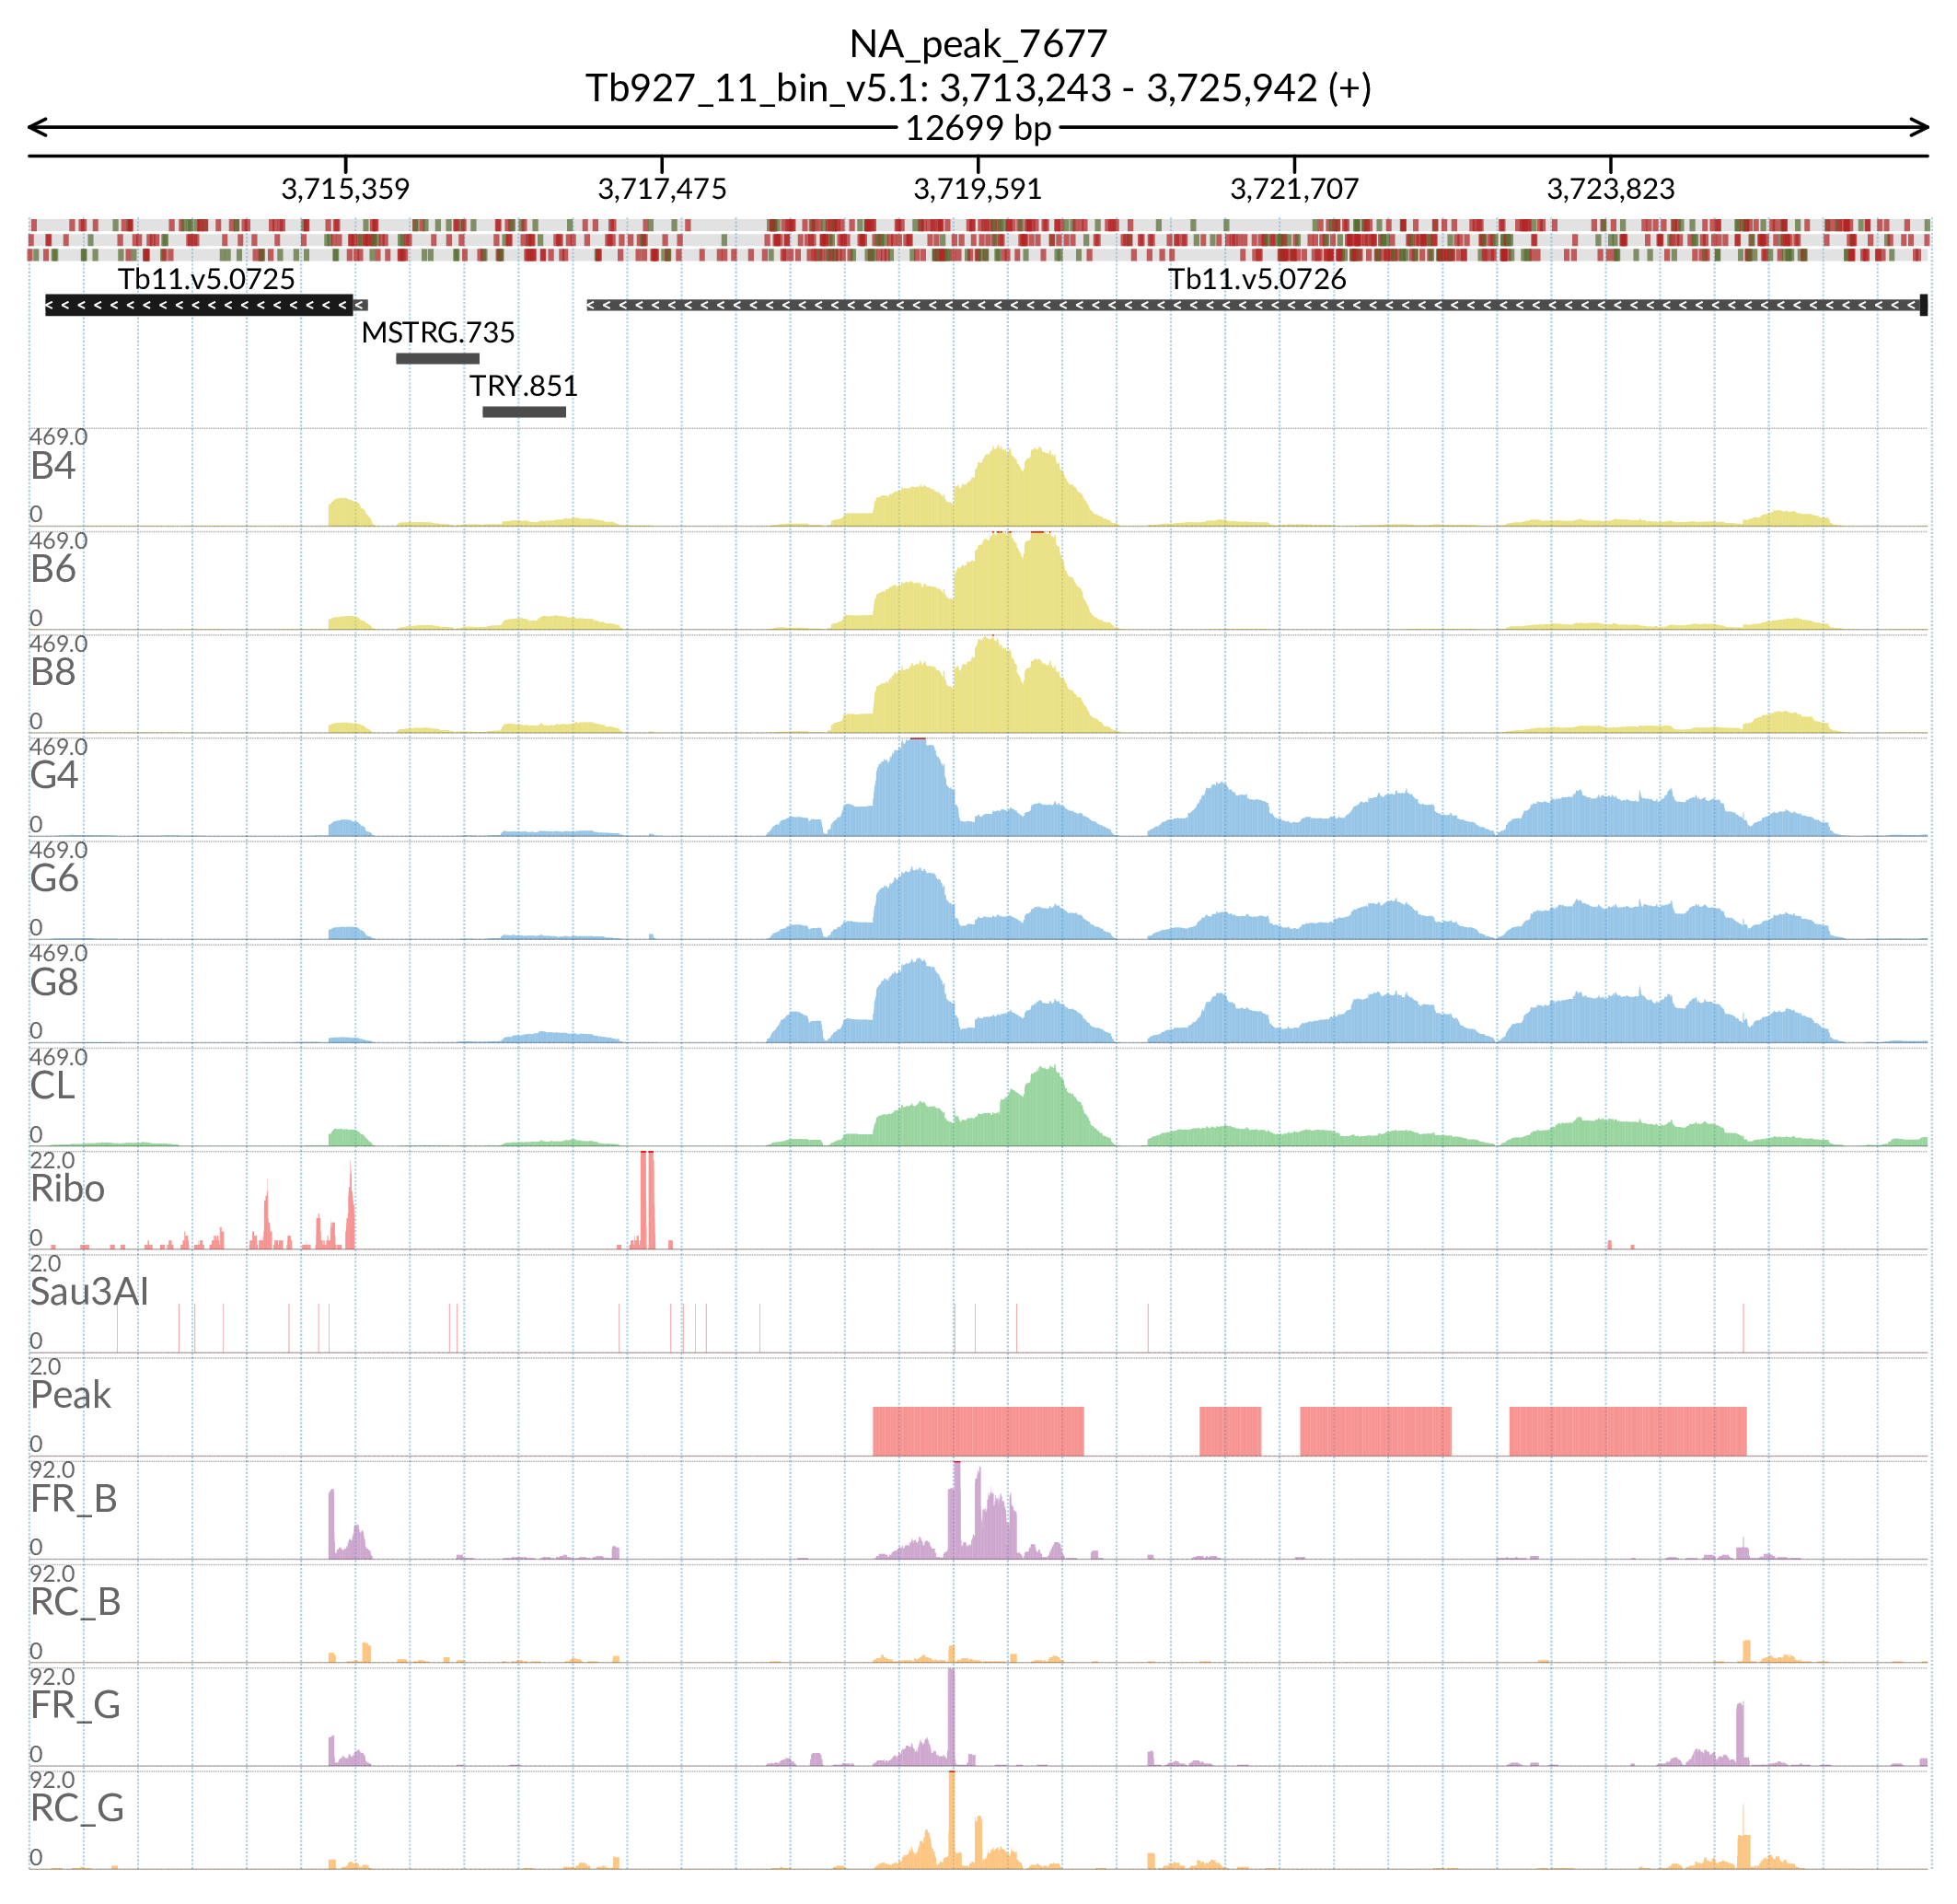 NA_peak_7677
Tb927_11_bin_v5.1: 3,713,243 - 3,725,942 (+)
12699 bp
3,715,359 3,717,475 3,719,591 3,721,707 3,723,823
Tb11.v5.0725 Tb11.v5.0726
MSTRG.735
TRY.851
469.0
B4
0
469.0
B6
0
469.0
B8
0
469.0
G4
0
469.0
G6
0
469.0
G8
0
469.0
CL
0
22.0
Ribo
0
2.0
Sau3AI
0
2.0
Peak
0
92.0
FR_B
0
92.0
RC_B
0
92.0
FR_G
0
92.0
RC_G
0